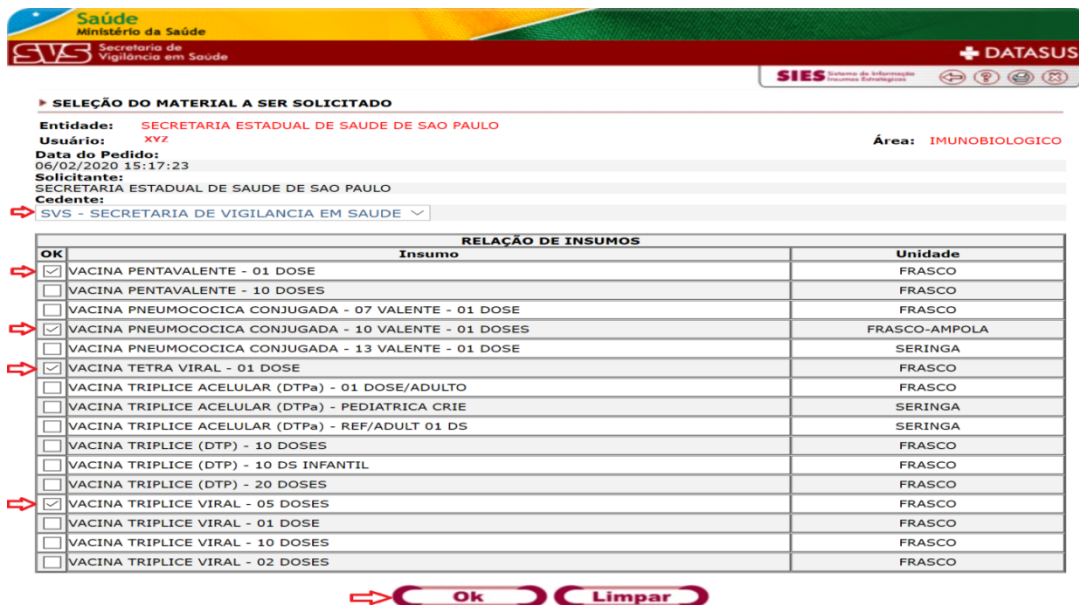 Saúde
Ministério da Saúde
SVS Secretaria de
Vigilância em Saúde
DATASUS
SIES Sistema de Informação
Insumos Estratégicos
SELEÇÃO DO MATERIAL A SER SOLICITADO
Entidade: SECRETARIA ESTADUAL DE SAUDE DE SAO PAULO
Usuário: XYZ Área: IMUNOBIOLOGICO
Data do Pedido:
06/02/2020 15:17:23
Solicitante:
SECRETARIA ESTADUAL DE SAUDE DE SAO PAULO
Cedente:
SVS - SECRETARIA DE VIGILANCIA EM SAUDE
RELAÇÃO DE INSUMOS
OK Insumo Unidade
VACINA PENTAVALENTE - 01 DOSE FRASCO
VACINA PENTAVALENTE - 10 DOSES FRASCO
VACINA PNEUMOCOCICA CONJUGADA - 07 VALENTE - 01 DOSE FRASCO
VACINA PNEUMOCOCICA CONJUGADA - 10 VALENTE - 01 DOSES FRASCO-AMPOLA
VACINA PNEUMOCOCICA CONJUGADA - 13 VALENTE - 01 DOSE SERINGA
VACINA TETRA VIRAL - 01 DOSE FRASCO
VACINA TRIPLICE ACELULAR (DTPa) - 01 DOSE/ADULTO FRASCO
VACINA TRIPLICE ACELULAR (DTPa) - PEDIATRICA CRIE SERINGA
VACINA TRIPLICE ACELULAR (DTPa) - REF/ADULT 01 DS SERINGA
VACINA TRIPLICE (DTP) - 10 DOSES FRASCO
VACINA TRIPLICE (DTP) - 10 DS INFANTIL FRASCO
VACINA TRIPLICE (DTP) - 20 DOSES FRASCO
VACINA TRIPLICE VIRAL - 05 DOSES FRASCO
VACINA TRIPLICE VIRAL - 01 DOSE FRASCO
VACINA TRIPLICE VIRAL - 10 DOSES FRASCO
VACINA TRIPLICE VIRAL - 02 DOSES FRASCO
Ok Limpar